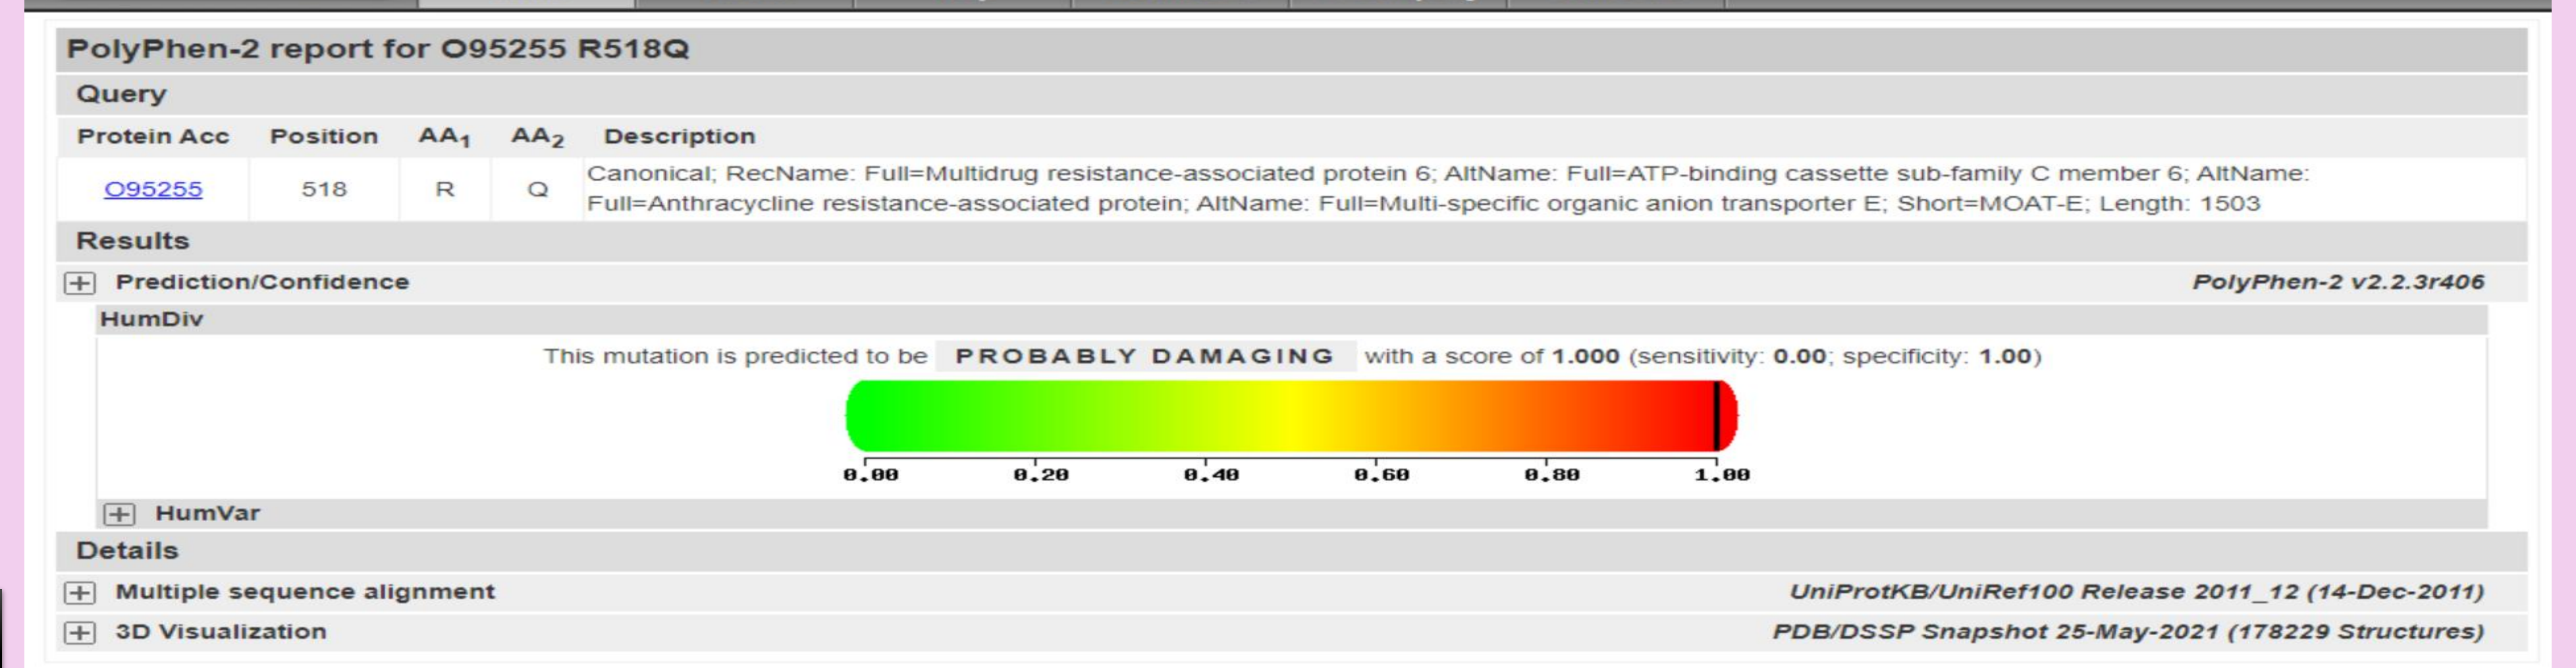 PolyPhen-2 report for O95255 R518Q
Query
Protein Acc Position AA1 AA2 Description
O95255 518 R Q Canonical; RecName: Full=Multidrug resistance-associated protein 6; AltName: Full=ATP-binding cassette sub-family C member 6; AltName:
Full=Anthracycline resistance-associated protein; AltName: Full=Multi-specific organic anion transporter E; Short=MOAT-E; Length: 1503
Results
Prediction/Confidence PolyPhen-2 v2.2.3r406
HumDiv
This mutation is predicted to be PROBABLY DAMAGING with a score of 1.000 (sensitivity: 0.00; specificity: 1.00)
0.00 0.20 0.40 0.60 0.80 1.00
HumVar
Details
Multiple sequence alignment UniProtKB/UniRef100 Release 2011_12 (14-Dec-2011)
3D Visualization PDB/DSSP Snapshot 25-May-2021 (178229 Structures)